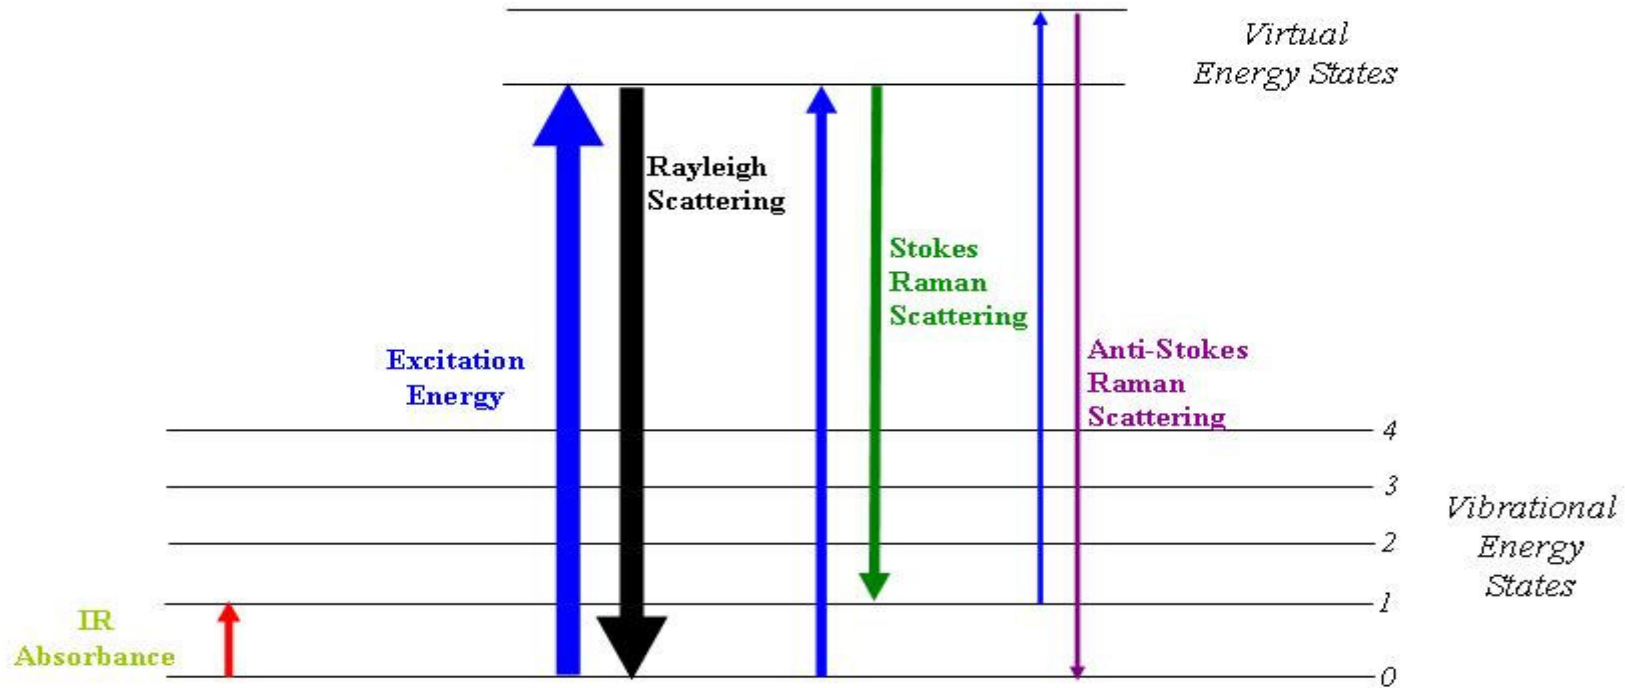 Virtual
Energy States
Rayleigh
Scattering
Stokes
Raman
Scattering
Excitation
Energy
Anti-Stokes
Raman
Scattering
4
3
2
1
0
Vibrational
Energy
States
IR
Absorbance